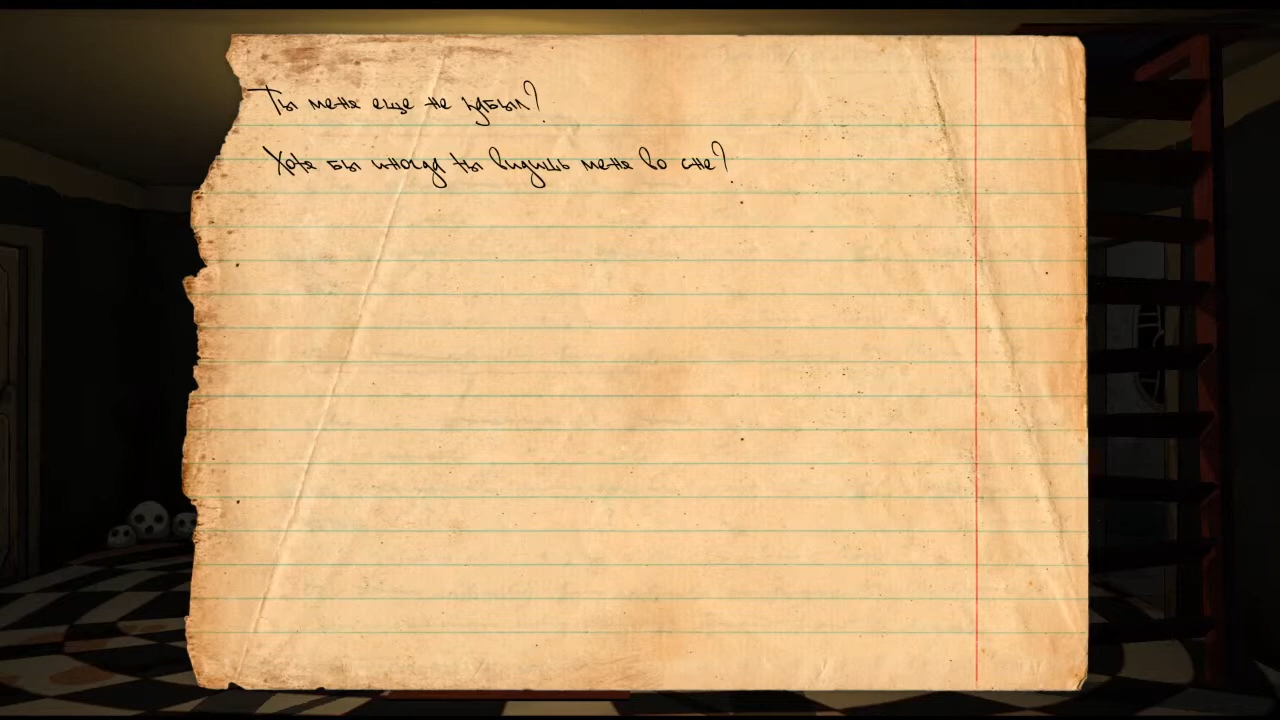 Ты меня еще не забыл?
Хотя бы иногда ты видишь меня во сне?